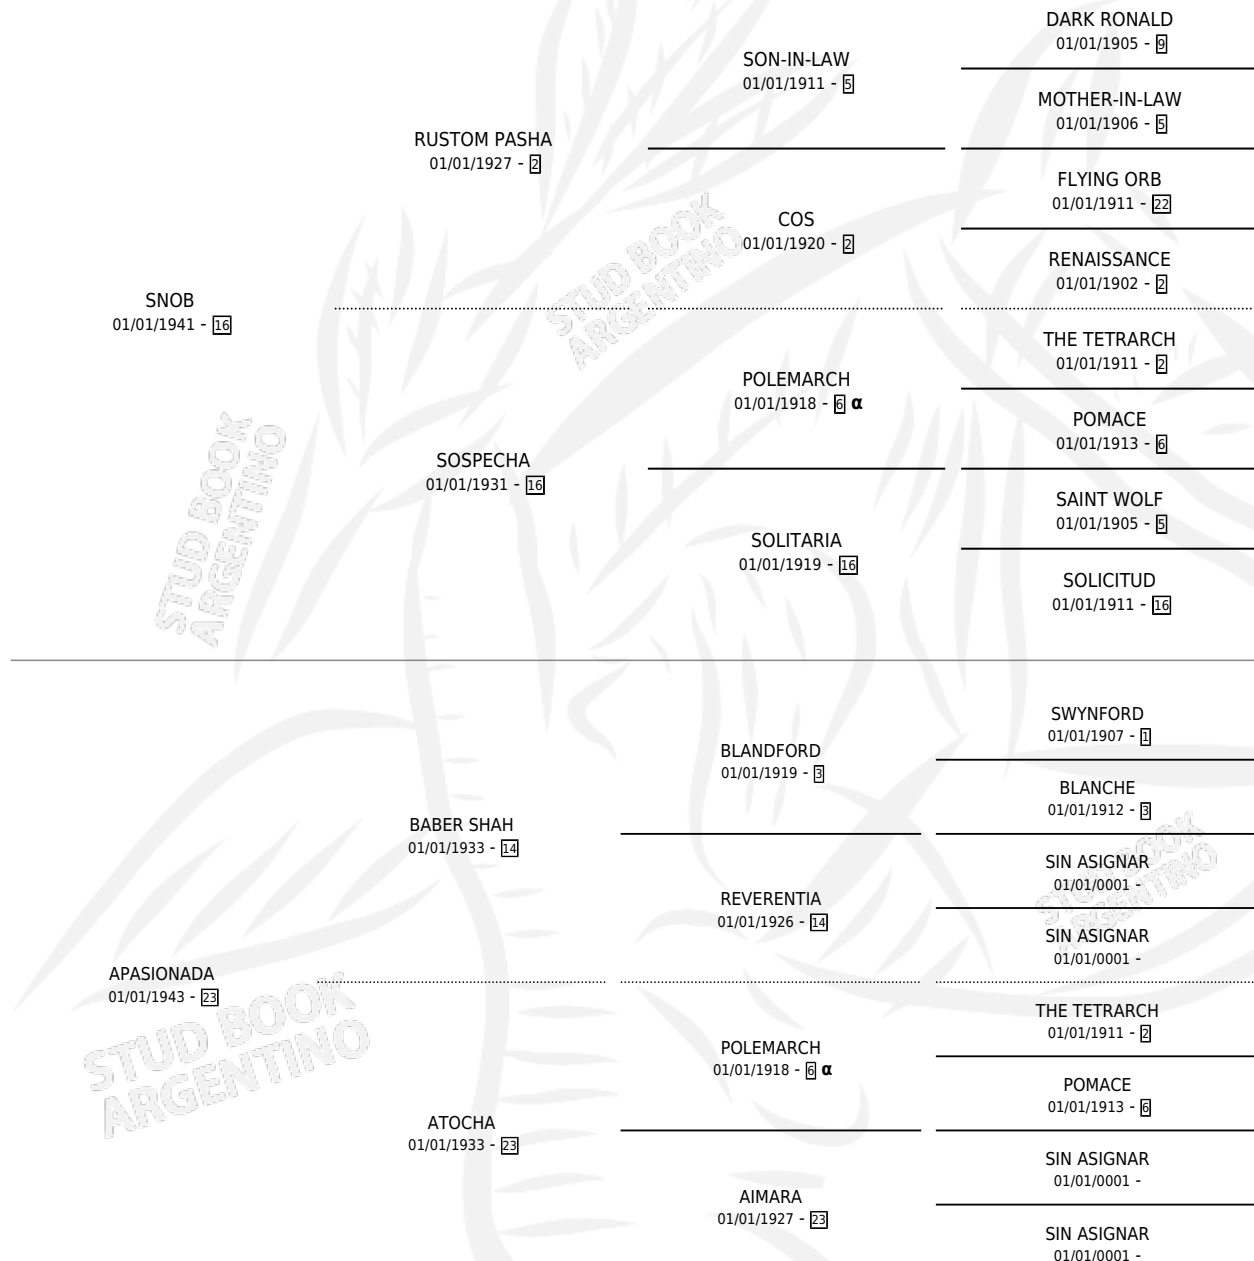 DARK RONALD
01/01/1905 - 9
SON-IN-LAW
01/01/1911 - 5
MOTHER-IN-LAW
01/01/1906 - 5
RUSTOM PASHA
01/01/1927 - 2
FLYING ORB
01/01/1911 - 22
COS
01/01/1920 - 2
RENAISSANCE
01/01/1902 - 2
SNOB
01/01/1941 - 16
THE TETRARCH
01/01/1911 - 2
POLEMARCH
01/01/1918 - 6 α
POMACE
01/01/1913 - 6
SOSPECHA
01/01/1931 - 16
SAINT WOLF
01/01/1905 - 5
SOLITARIA
01/01/1919 - 16
SOLICITUD
01/01/1911 - 16
SWYNFORD
01/01/1907 - 1
BLANDFORD
01/01/1919 - 3
BLANCHE
01/01/1912 - 3
BABER SHAH
01/01/1933 - 14
SIN ASIGNAR
01/01/0001 -
REVERENTIA
01/01/1926 - 14
SIN ASIGNAR
01/01/0001 -
APASIONADA
01/01/1943 - 23
THE TETRARCH
01/01/1911 - 2
POLEMARCH
01/01/1918 - 6 α
POMACE
01/01/1913 - 6
ATOCHA
01/01/1933 - 23
SIN ASIGNAR
01/01/0001 -
AIMARA
01/01/1927 - 23
SIN ASIGNAR
01/01/0001 -
STUD BOOK
ARGENTINO
STUD BOOK
ARGENTINO
STUD BOOK
ARGENTINO
STUD BOOK
ARGENTINO